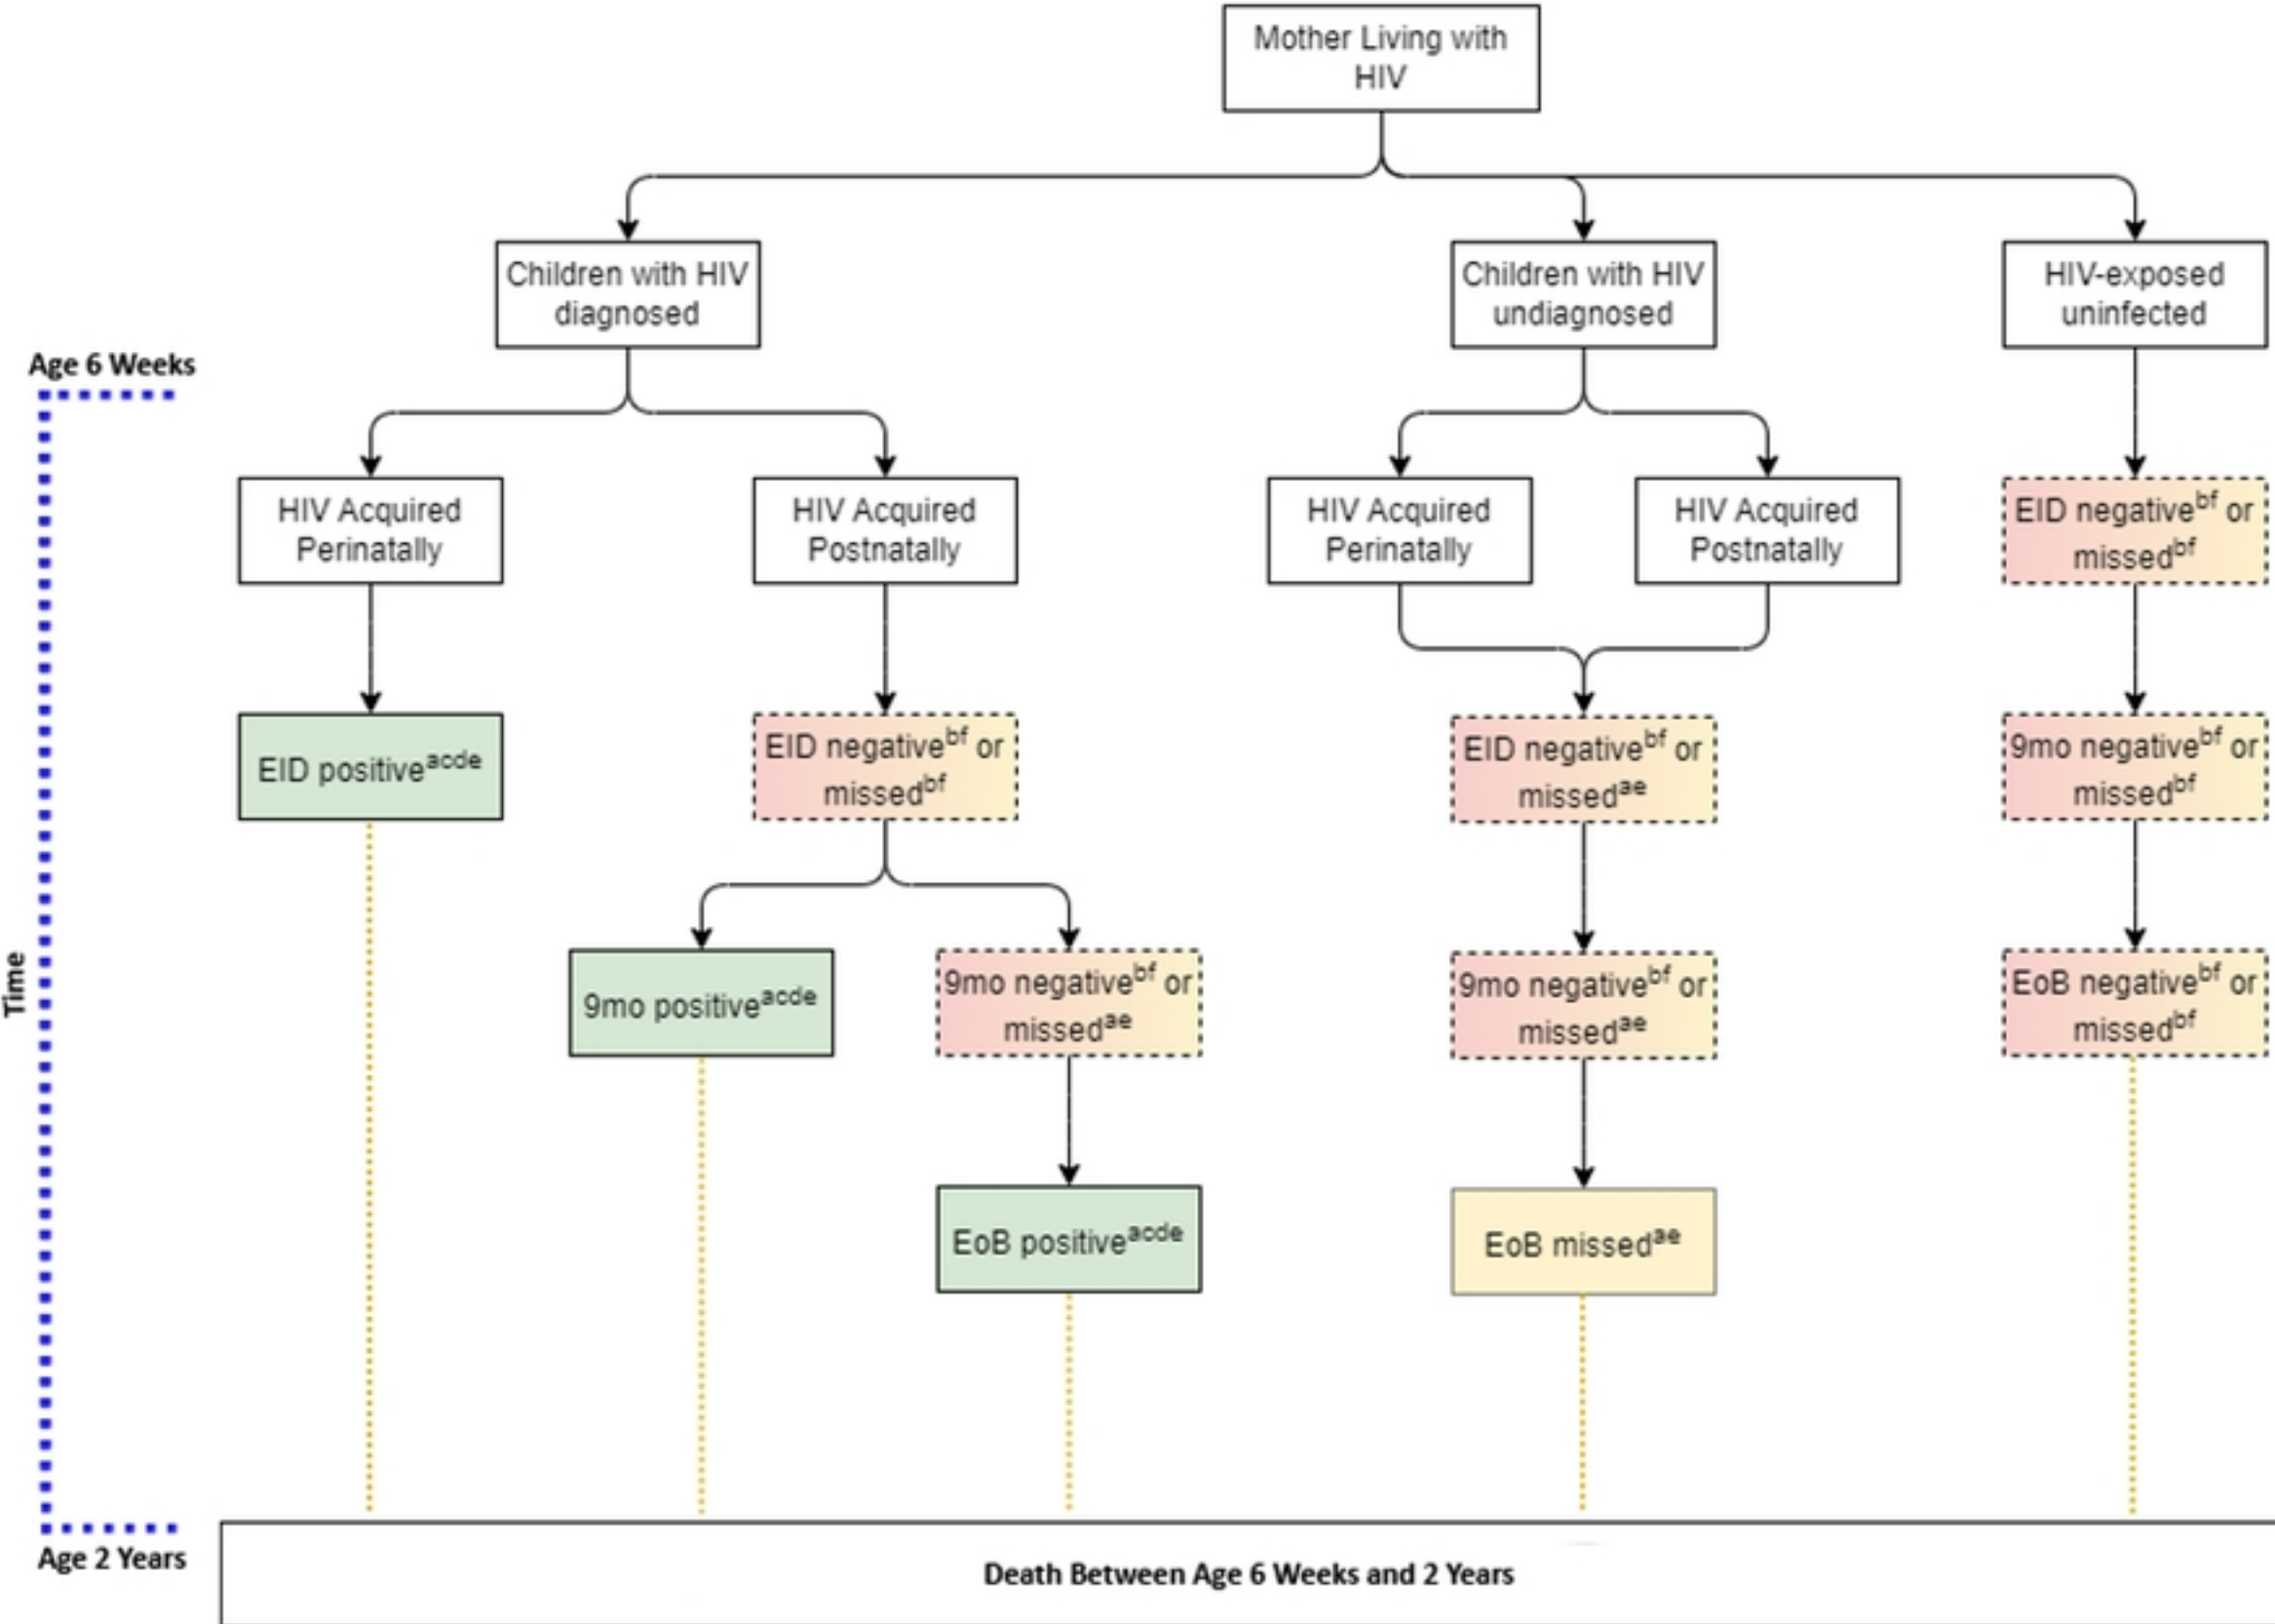 Mother Living with
HIV
Children with HIV
diagnosed
Children with HIV
undiagnosed
HIV-exposed
uninfected
Age 6 Weeks
HIV Acquired
Perinatally
HIV Acquired
Postnatally
HIV Acquired
Perinatally
HIV Acquired
Postnatally
EID negativebf or
missedbf
EID positiveacde
EID negativebf or
missedbf
EID negativebf or
missedae
9mo negativebf or
missedbf
Time
9mo positiveacde
9mo negativebf or
missedae
9mo negativebf or
missedae
EoB negativebf or
missedbf
EoB positiveacde
EoB missedae
Age 2 Years
Death Between Age 6 Weeks and 2 Years